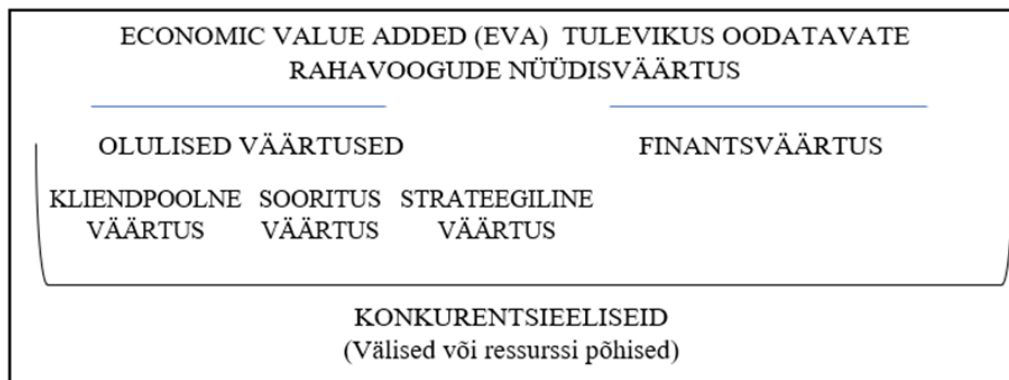 ECONOMIC VALUE ADDED (EVA) TULEVIKUS OODATAVATE
RAHAVOOGUDE NÜÜDISVÄÄRTUS
OLULISED VÄÄRTUSED
FINANTSVÄÄRTUS
KLIENDPOOLNE SOORITUS STRATEEGILINE
VÄÄRTUS VÄÄRTUS VÄÄRTUS
KONKURENTSIEELISEID
(Välised või ressurssi põhised)